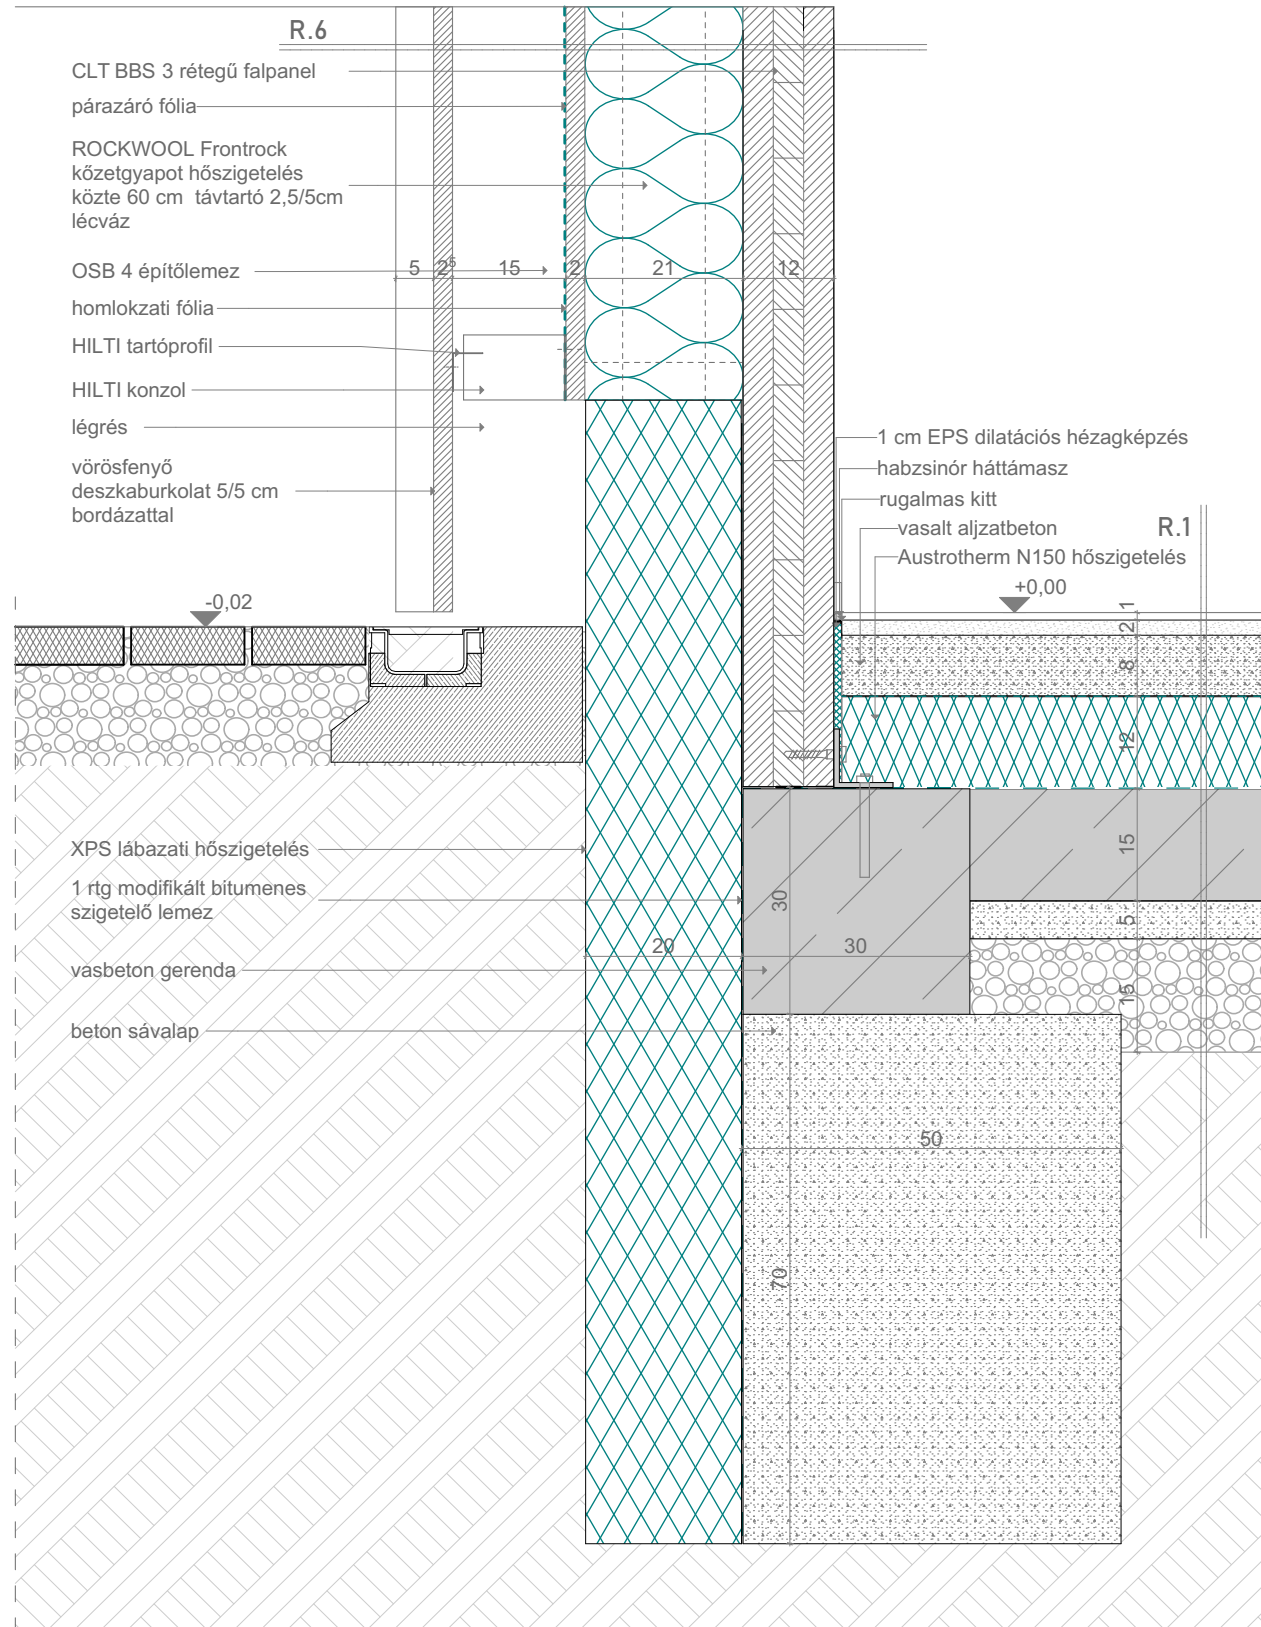 R.6
CLT BBS 3 rétegű falpanel
párazáró fólia
ROCKWOOL Frontrock
kőzetgyapot hőszigetelés
közte 60 cm távtartó 2,5/5cm
lécváz
OSB 4 építőlemez
5 2⁵ 15 2 21 12
homlokzati fólia
HILTI tartóprofil
HILTI konzol
légrés
vörösfenyő
deszkaburkolat 5/5 cm
bordázattal
1 cm EPS dilatációs hézagképzés
habzsinór háttámasz
rugalmas kitt
vasalt aljzatbeton
R.1
Austrotherm N150 hőszigetelés
-0,02
+0,00
1
2
8
12
15
5
15
XPS lábazati hőszigetelés
1 rtg modifikált bitumenes
szigetelő lemez
30
20 30
vasbeton gerenda
beton sávalap
50
70